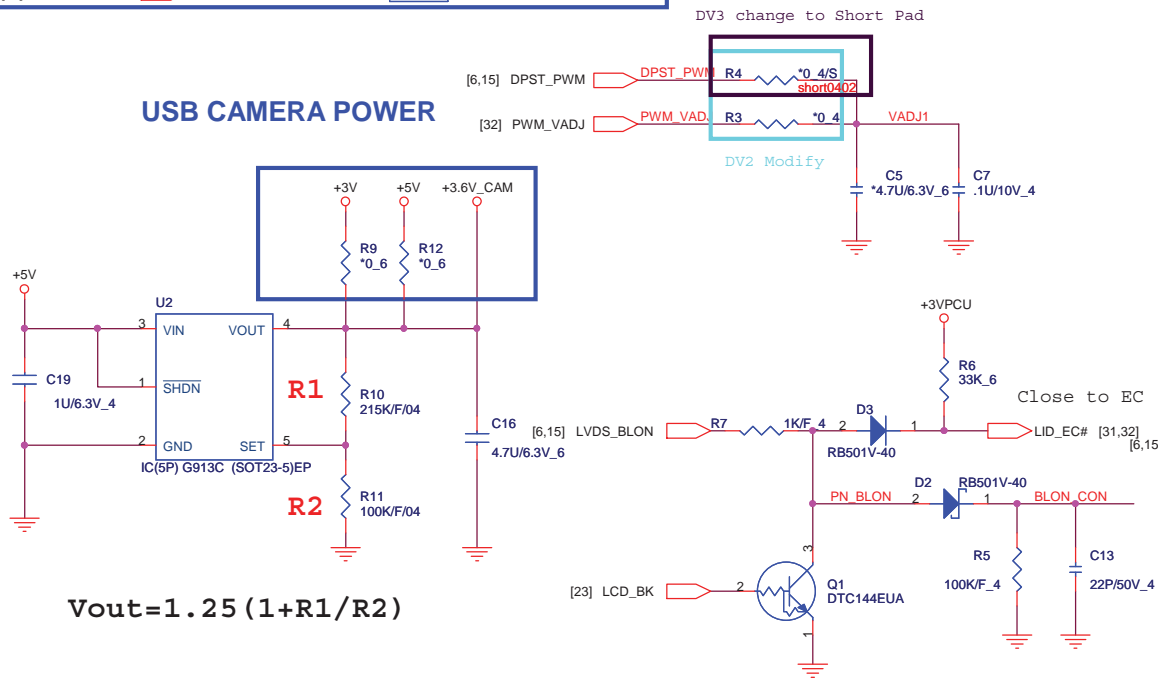 DV3 change to Short Pad
[6,15] DPST_PWM
DPST_PWM
R4
*0_4/S
short0402
USB CAMERA POWER
[32] PWM_VADJ
PWM_VADJ
R3
*0_4
VADJ1
DV2 Modify
C5
*4.7U/6.3V_6
C7
.1U/10V_4
+3V
+5V
+3.6V_CAM
R9
*0_6
R12
*0_6
+5V
U2
3
VIN
VOUT
4
C19
1U/6.3V_4
1
SHDN
2
GND
SET
5
IC(5P) G913C (SOT23-5)EP
R1
R10
215K/F/04
R2
R11
100K/F/04
C16
4.7U/6.3V_6
Vout=1.25(1+R1/R2)
+3VPCU
R6
33K_6
Close to EC
[6,15] LVDS_BLON
R7
1K/F_4
2
D3
1
RB501V-40
LID_EC# [31,32]
[6,15
PN_BLON
2
D2
1
RB501V-40
BLON_CON
R5
100K/F_4
C13
22P/50V_4
[23] LCD_BK
2
3
1
Q1
DTC144EUA